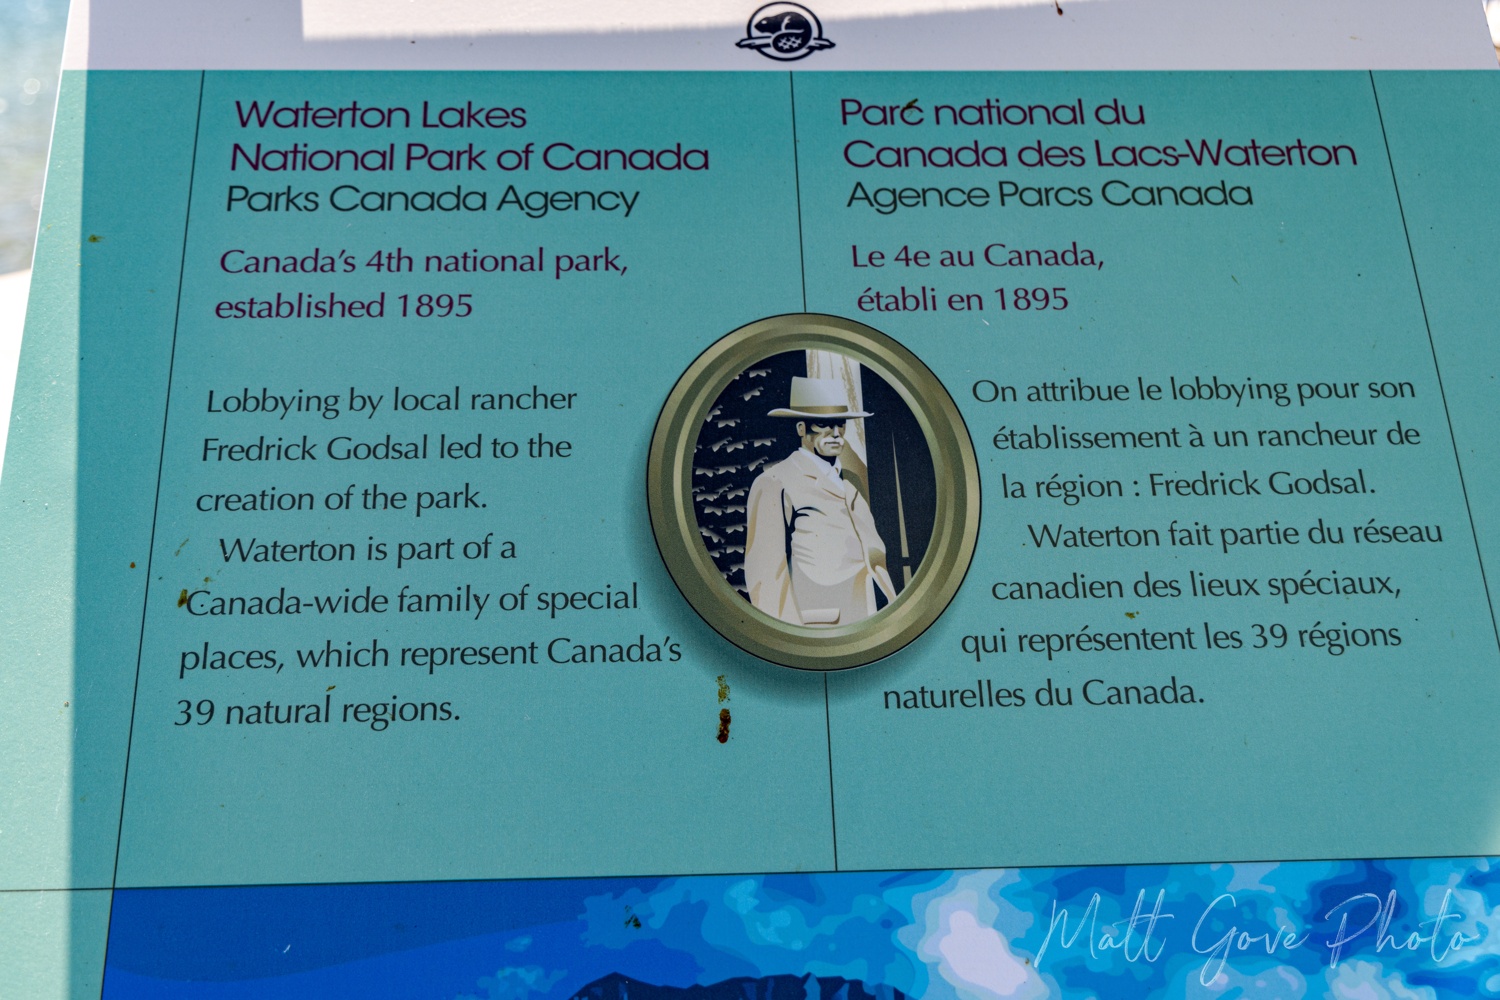 Waterton Lakes
National Park of Canada
Parks Canada Agency
Canada's 4th national park,
established 1895
Lobbying by local rancher
Fredrick Godsal led to the
creation of the park.
Waterton is part of a
Canada-wide family of special
places, which represent Canada's
39 natural regions.
Parc national du
Canada des Lacs-Waterton
Agence Parcs Canada
Le 4e au Canada,
établi en 1895
On attribue le lobbying pour son
établissement à un rancheur de
la région : Fredrick Godsal.
Waterton fait partie du réseau
canadien des lieux spéciaux,
qui représentent les 39 régions
naturelles du Canada.
Matt Gove Photo